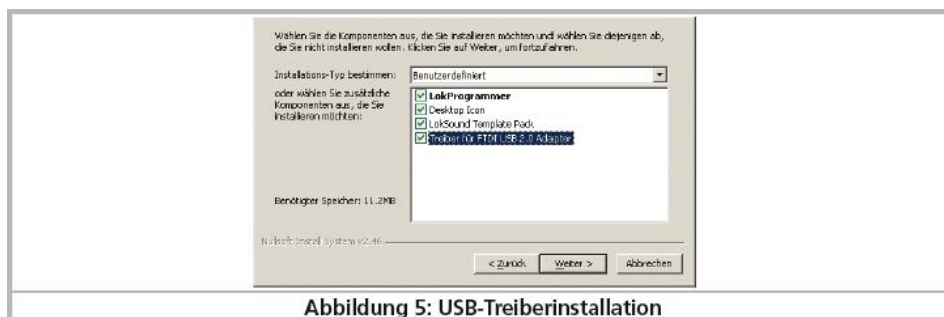 Wählen Sie die Komponenten aus, die Sie installieren möchten und wählen Sie diejenigen ab,
die Sie nicht installieren wollen. Klicken Sie auf Weiter, um fortzufahren.
Installations-Typ bestimmen:
Benutzerdefiniert
oder wählen Sie zusätzliche
Komponenten aus, die Sie
installieren möchten:
LokProgrammer
Desktop Icon
LokSound Template Pack
Treiber für FTDI USB 2.0 Adapter
Benötigter Speicher: 11.2MB
Nullsoft Install System v2.46
< Zurück
Weiter >
Abbrechen
Abbildung 5: USB-Treiberinstallation